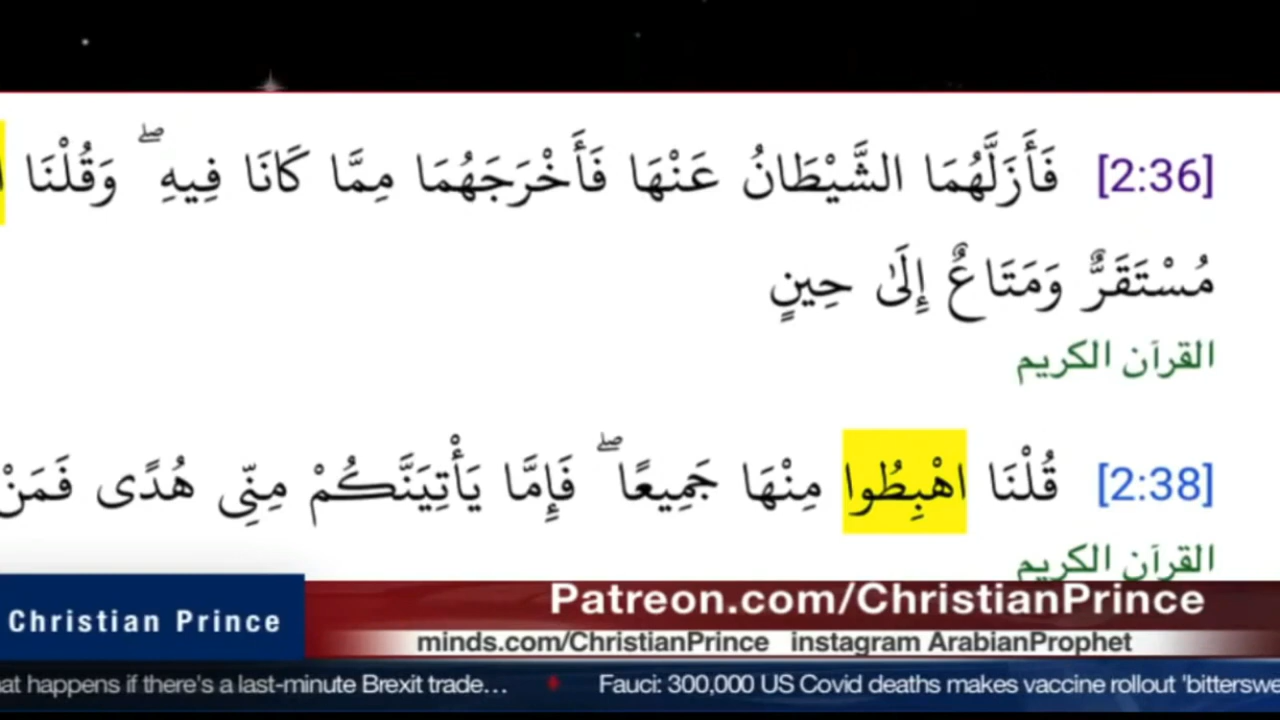 [2:36] فَأَزَلَّهُمَا الشَّيْطَانُ عَنْهَا فَأَخْرَجَهُمَا مِمَّا كَانَا فِيهِ ۖ وَقُلْنَا
مُسْتَقَرٌّ وَمَتَاعٌ إِلَىٰ حِينٍ
القرآن الكريم
[2:38] قُلْنَا اهْبِطُوا مِنْهَا جَمِيعًا ۖ فَإِمَّا يَأْتِيَنَّكُمْ مِنِّي هُدًى فَمَنْ
القرآن الكريم
Christian Prince
Patreon.com/ChristianPrince
minds.com/ChristianPrince instagram ArabianProphet
happens if there's a last-minute Brexit trade... Fauci: 300,000 US Covid deaths makes vaccine rollout